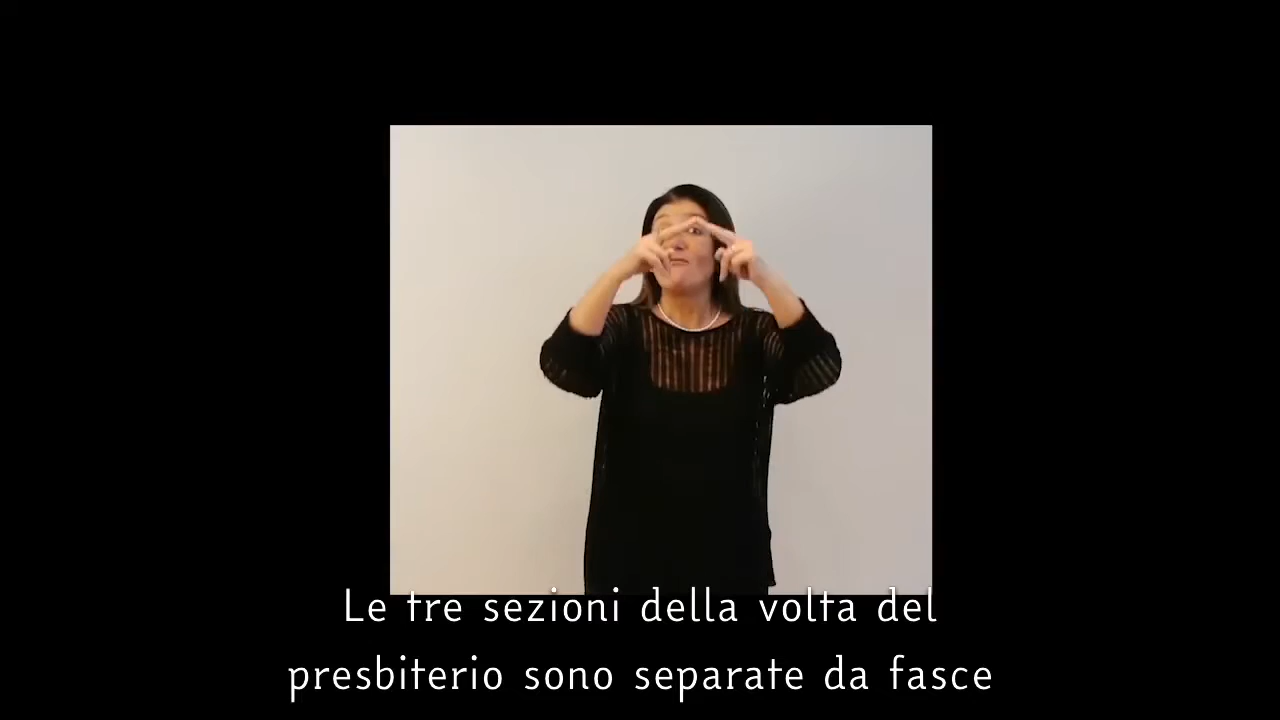 Le tre sezioni della volta del
presbiterio sono separate da fasce